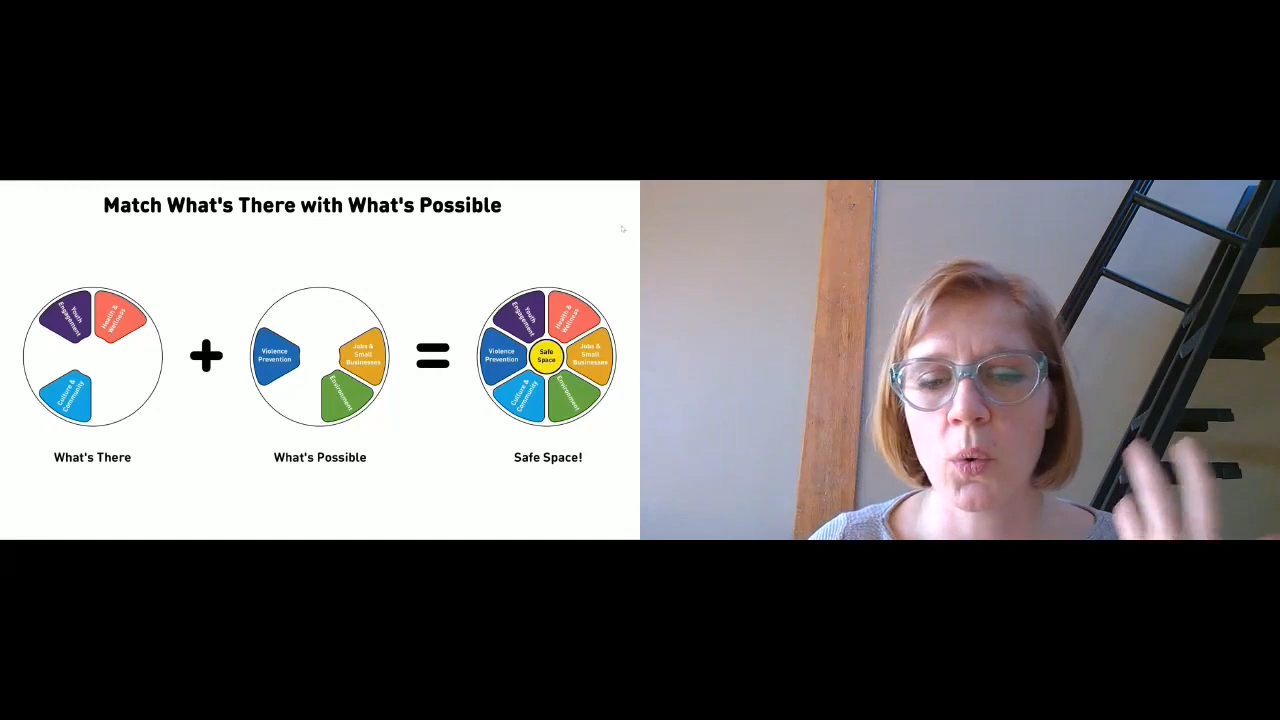 Match What's There with What's Possible
Youth
Engagement
Health &
Wellness
Culture &
Community
What's There
+
Violence
Prevention
Jobs &
Small
Businesses
Environment
What's Possible
=
Youth
Engagement
Health &
Wellness
Violence
Prevention
Safe
Space
Jobs &
Small
Businesses
Culture &
Community
Environment
Safe Space!